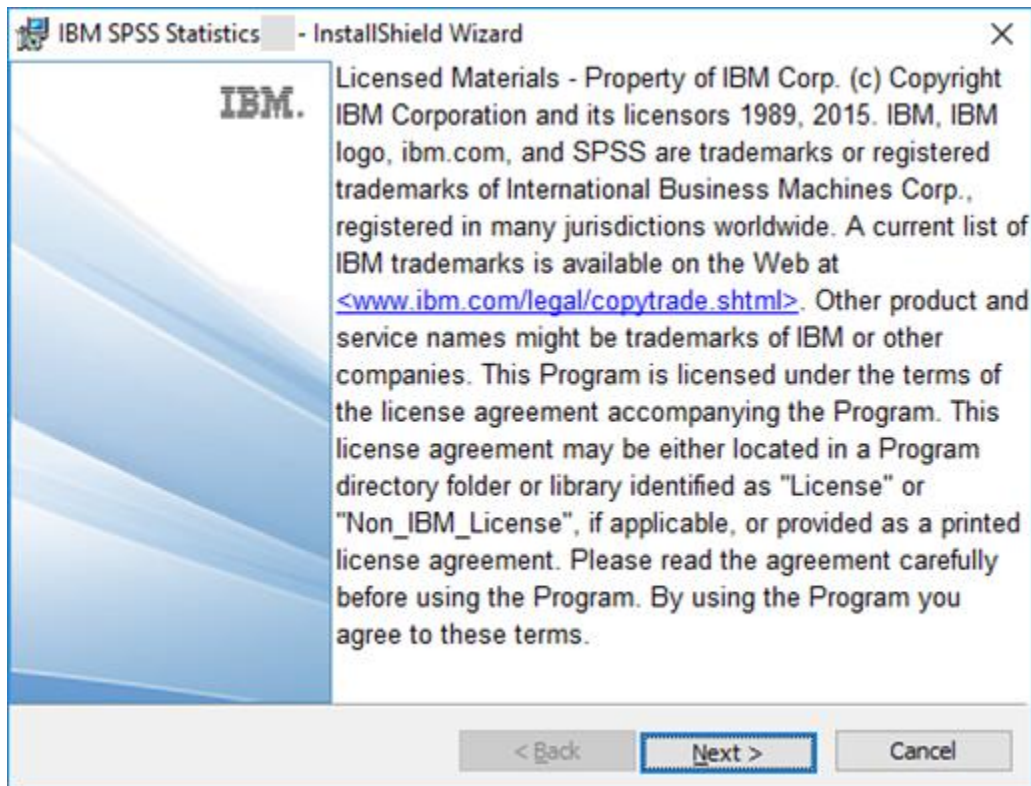 IBM SPSS Statistics - InstallShield Wizard
IBM.
Licensed Materials - Property of IBM Corp. (c) Copyright
IBM Corporation and its licensors 1989, 2015. IBM, IBM
logo, ibm.com, and SPSS are trademarks or registered
trademarks of International Business Machines Corp.,
registered in many jurisdictions worldwide. A current list of
IBM trademarks is available on the Web at
<www.ibm.com/legal/copytrade.shtml>. Other product and
service names might be trademarks of IBM or other
companies. This Program is licensed under the terms of
the license agreement accompanying the Program. This
license agreement may be either located in a Program
directory folder or library identified as "License" or
"Non_IBM_License", if applicable, or provided as a printed
license agreement. Please read the agreement carefully
before using the Program. By using the Program you
agree to these terms.
< Back Next > Cancel